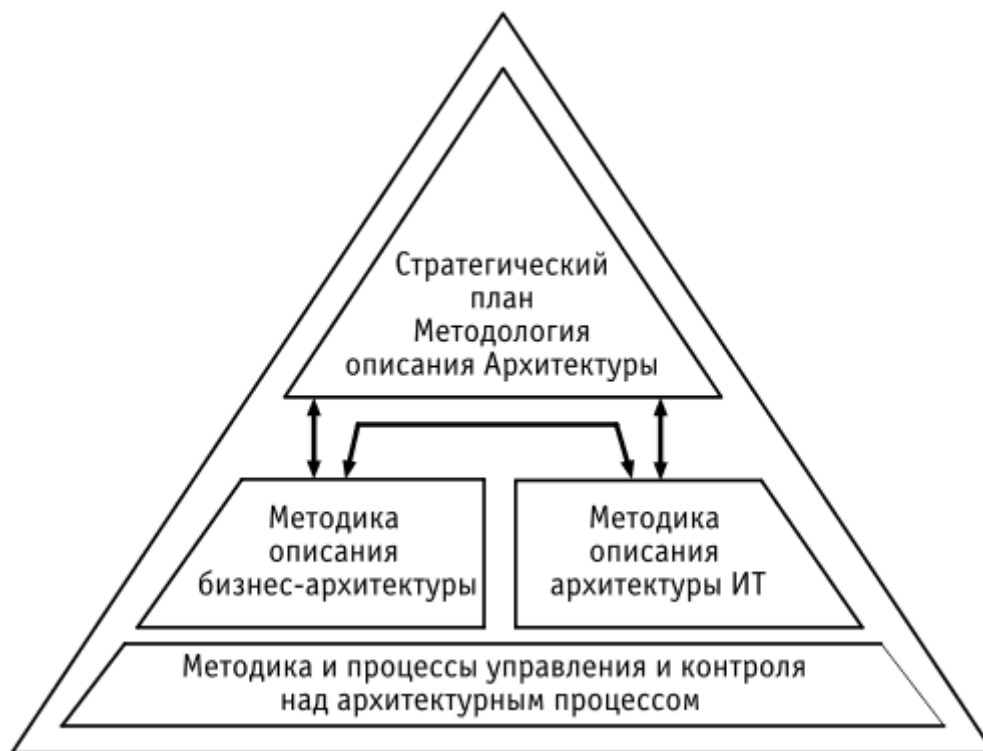 Стратегический
план
Методология
описания Архитектуры
Методика
описания
бизнес-архитектуры
Методика
описания
архитектуры ИТ
Методика и процессы управления и контроля
над архитектурным процессом